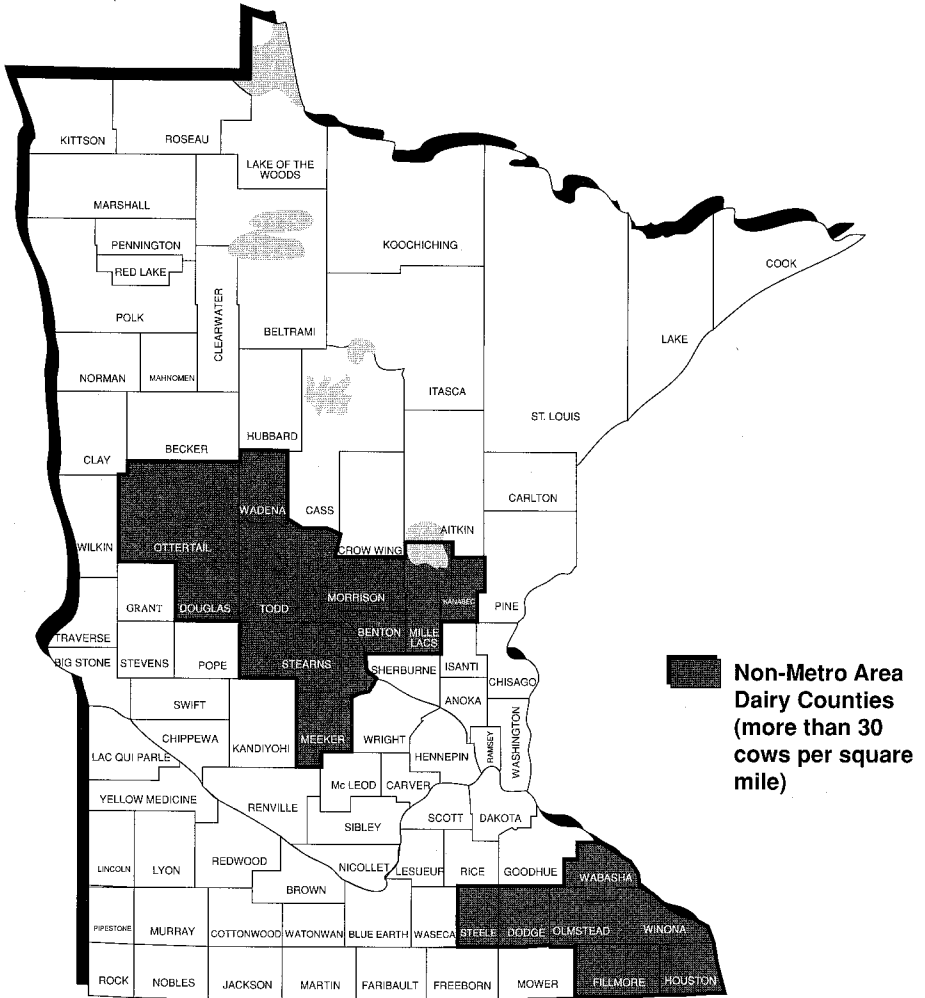 KITTSON
ROSEAU
LAKE OF THE
WOODS
MARSHALL
KOOCHICHING
PENNINGTON
RED LAKE
COOK
POLK
CLEARWATER
BELTRAMI
LAKE
NORMAN
MAHNOMEN
ITASCA
ST. LOUIS
HUBBARD
BECKER
CLAY
CARLTON
WADENA
CASS
AITKIN
WILKIN
OTTERTAIL
CROW WING
MORRISON
KANABEC
PINE
GRANT
DOUGLAS
TODD
BENTON
MILLE
LACS
TRAVERSE
BIG STONE
STEVENS
POPE
STEARNS
SHERBURNE
ISANTI
CHISAGO
ANOKA
SWIFT
CHIPPEWA
KANDIYOHI
MEEKER
WRIGHT
HENNEPIN
RAMSEY
WASHINGTON
LAC QUI PARLE
Mc LEOD
CARVER
YELLOW MEDICINE
RENVILLE
SIBLEY
SCOTT
DAKOTA
LINCOLN
LYON
REDWOOD
NICOLLET
LESUEUR
RICE
GOODHUE
WABASHA
BROWN
PIPESTONE
MURRAY
COTTONWOOD
WATONWAN
BLUE EARTH
WASECA
STEELE
DODGE
OLMSTEAD
WINONA
ROCK
NOBLES
JACKSON
MARTIN
FARIBAULT
FREEBORN
MOWER
FILLMORE
HOUSTON
Non-Metro Area
Dairy Counties
(more than 30
cows per square
mile)